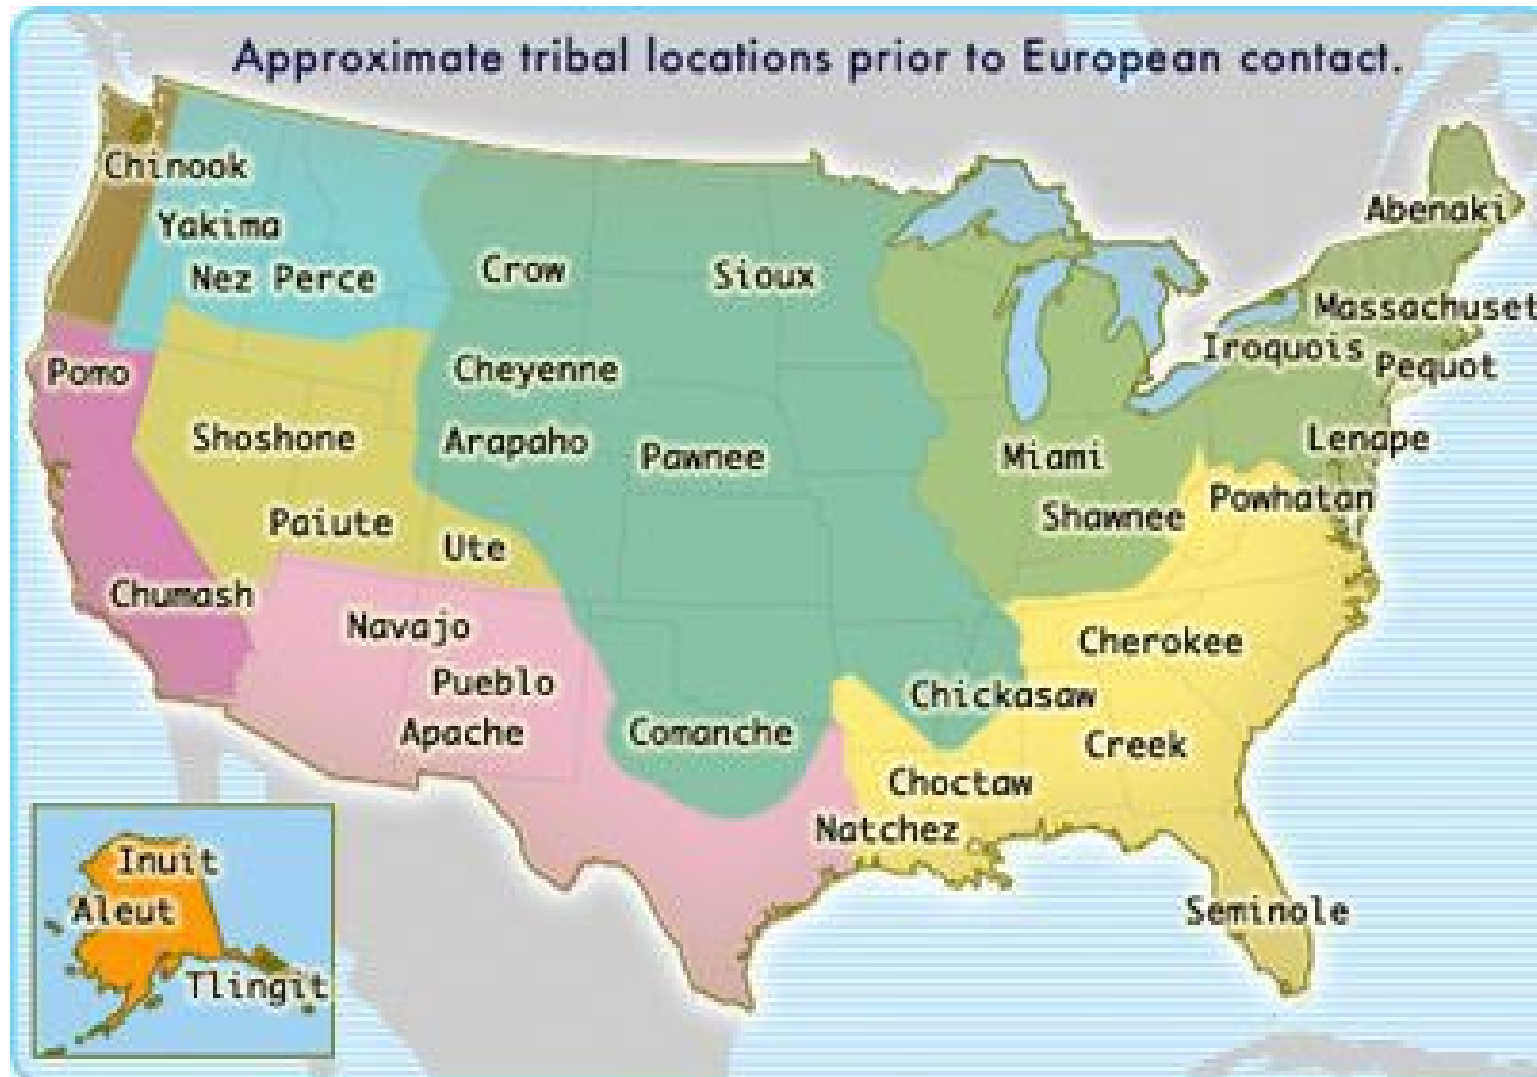 Approximate tribal locations prior to European contact.
Chinook
Abenaki
Yakima
Nez Perce
Crow
Sioux
Massachuset
Iroquois
Pequot
Pomo
Cheyenne
Shoshone
Arapaho
Pawnee
Miami
Lenape
Powhatan
Shawnee
Paiute
Ute
Chumash
Navajo
Cherokee
Pueblo
Chickasaw
Apache
Comanche
Creek
Choctaw
Natchez
Seminole
Inuit
Aleut
Tlingit